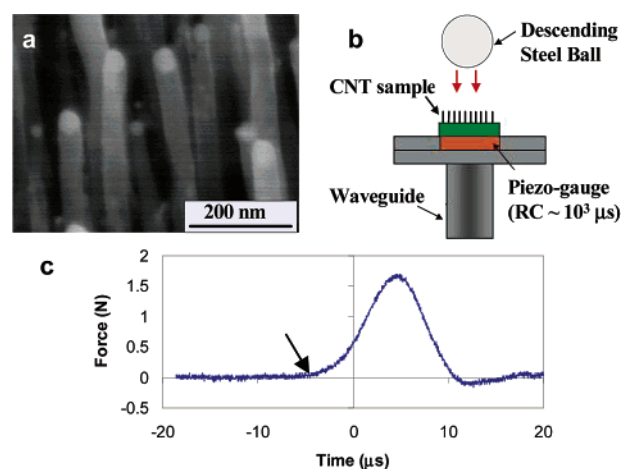 a
200 nm
b
Descending
Steel Ball
CNT sample
Waveguide
Piezo-gauge
(RC ~ 10³ μs)
c
Force (N)
2
1.5
1
0.5
0
-0.5
-20
-10
0
10
20
Time (μs)